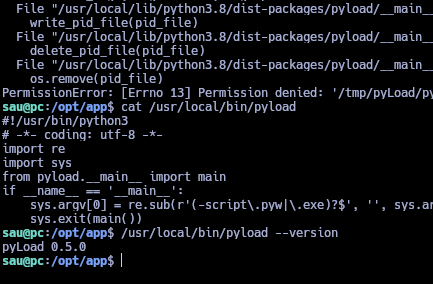 File "/usr/local/lib/python3.8/dist-packages/pyload/__main__
write_pid_file(pid_file)
File "/usr/local/lib/python3.8/dist-packages/pyload/__main__
delete_pid_file(pid_file)
File "/usr/local/lib/python3.8/dist-packages/pyload/__main__
os.remove(pid_file)
PermissionError: [Errno 13] Permission denied: '/tmp/pyLoad/py
sau@pc:/opt/app$ cat /usr/local/bin/pyload
#!/usr/bin/python3
# -*- coding: utf-8 -*-
import re
import sys
from pyload.__main__ import main
if __name__ == '__main__':
sys.argv[0] = re.sub(r'(-script\.pyw|\.exe)?$', '', sys.ar
sys.exit(main())
sau@pc:/opt/app$ /usr/local/bin/pyload --version
pyLoad 0.5.0
sau@pc:/opt/app$